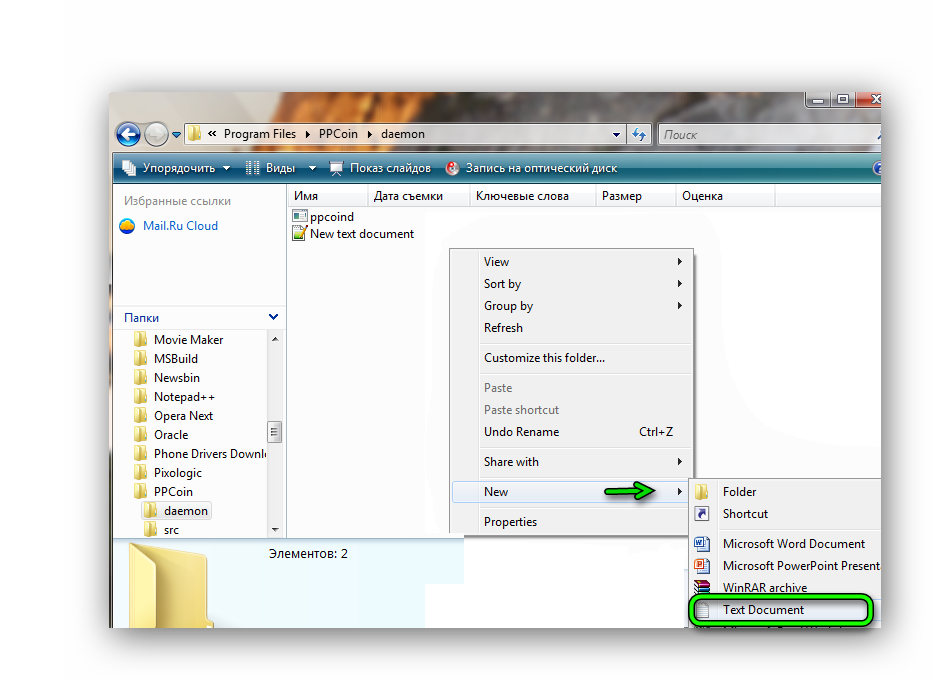 « Program Files ▸ PPCoin ▸ daemon
Поиск
Упорядочить Виды Показ слайдов Запись на оптический диск
Избранные ссылки
Mail.Ru Cloud
Имя Дата съемки Ключевые слова Размер Оценка
ppcoind
New text document
Папки
Movie Maker
MSBuild
Newsbin
Notepad++
Opera Next
Oracle
Phone Drivers Downl
Pixologic
PPCoin
daemon
src
View
Sort by
Group by
Refresh
Customize this folder...
Paste
Paste shortcut
Undo Rename Ctrl+Z
Share with
New
Properties
Folder
Shortcut
Microsoft Word Document
Microsoft PowerPoint Present
WinRAR archive
Text Document
Элементов: 2